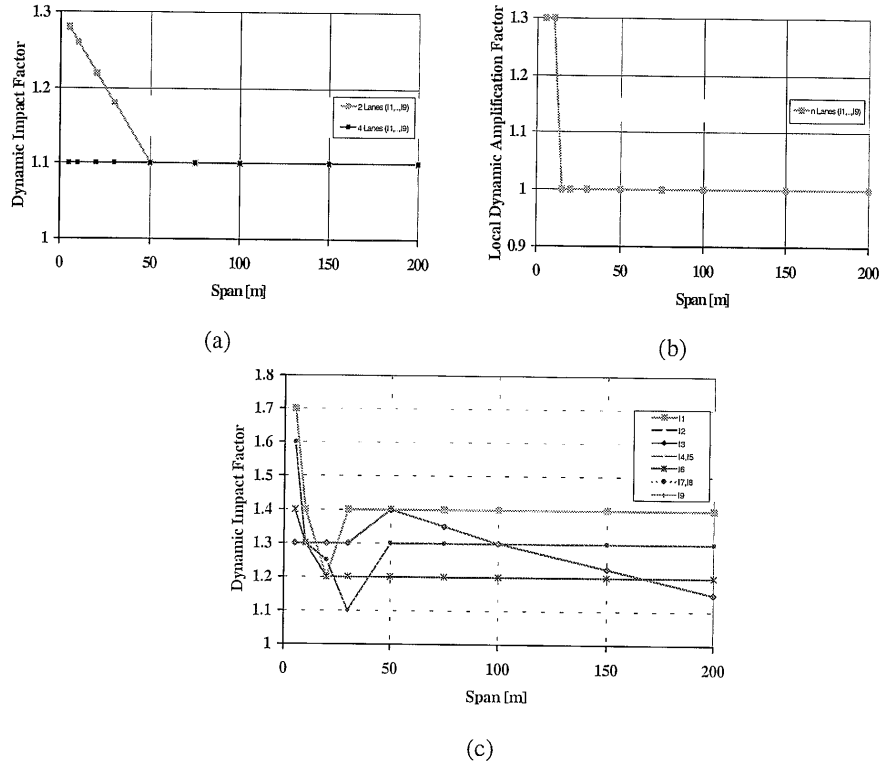 Dynamic Impact Factor
1.3
1.2
1.1
1
0
50
100
150
200
Span [m]
2 Lanes (I1,..,I9)
4 Lanes (I1,..,I9)
(a)
Local Dynamic Amplification Factor
1.3
1.3
1.2
1.1
1
0.9
0
50
100
150
200
Span [m]
n Lanes (I1,..,I9)
(b)
Dynamic Impact Factor
1.8
1.7
1.6
1.5
1.4
1.3
1.2
1.1
1
0
50
100
150
200
Span [m]
I1
I2
I3
I4,I5
I6
I7,I8
I9
(c)